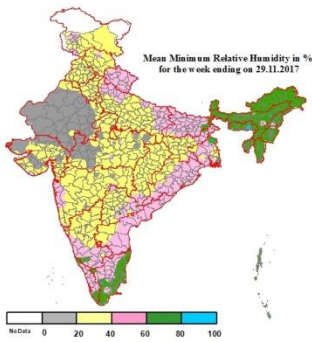 Mean Minimum Relative Humidity in %
for the week ending on 29.11.2017
No Data 0 20 40 60 80 100